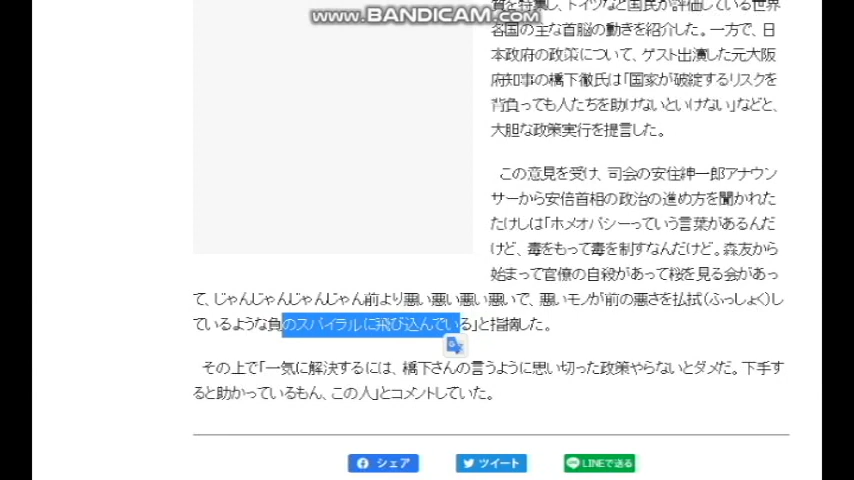 www.BANDICAM.com
賞を特集し、ドイツなど国民が評価している世界
各国の主な首脳の動きを紹介した。一方で、日
本政府の政策について、ゲスト出演した元大阪
府知事の橋下徹氏は「国家が破綻するリスクを
背負っても人たちを助けないといけない」などと、
大胆な政策実行を提言した。
この意見を受け、司会の安住紳一郎アナウン
サーから安倍首相の政治の進め方を聞かれた
たけしは「ホメオパシーっていう言葉があるんだ
けど、毒をもって毒を制すなんだけど。森友から
始まって官僚の自殺があって桜を見る会があっ
て、じゃんじゃんじゃんじゃん前より悪い悪い悪い悪いで、悪いモノが前の悪さを払拭（ふっしょく）し
ているような負のスパイラルに飛び込んでいる」と指摘した。
その上で「一気に解決するには、橋下さんの言うように思い切った政策やらないとダメだ。下手す
ると助かっているもん、この人」とコメントしていた。
シェア
ツイート
LINEで送る